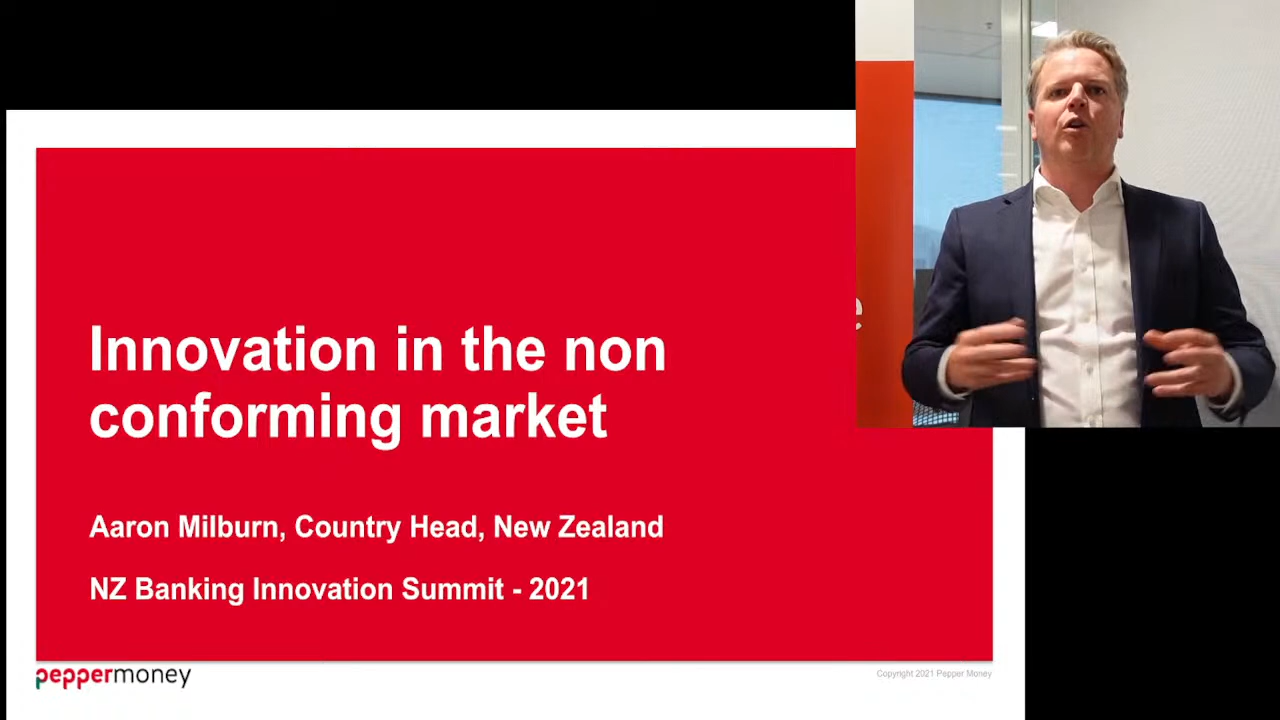 Innovation in the non
conforming market
e
Aaron Milburn, Country Head, New Zealand
NZ Banking Innovation Summit - 2021
peppermoney
Copyright 2021 Pepper Money